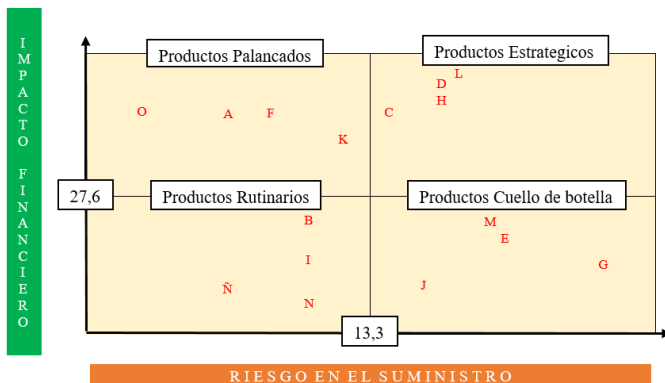 IMPACTO FINANCIERO
Productos Palancados
Productos Estrategicos
L
D
H
O
A
F
C
K
27,6
Productos Rutinarios
Productos Cuello de botella
B
M
E
I
G
Ñ
J
N
13,3
RIESGO EN EL SUMINISTRO